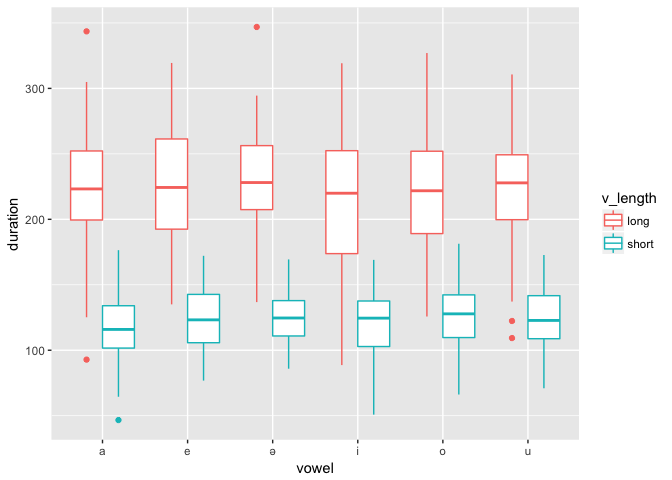 300
200
100
duration
a e ə i o u
vowel
v_length
long
short